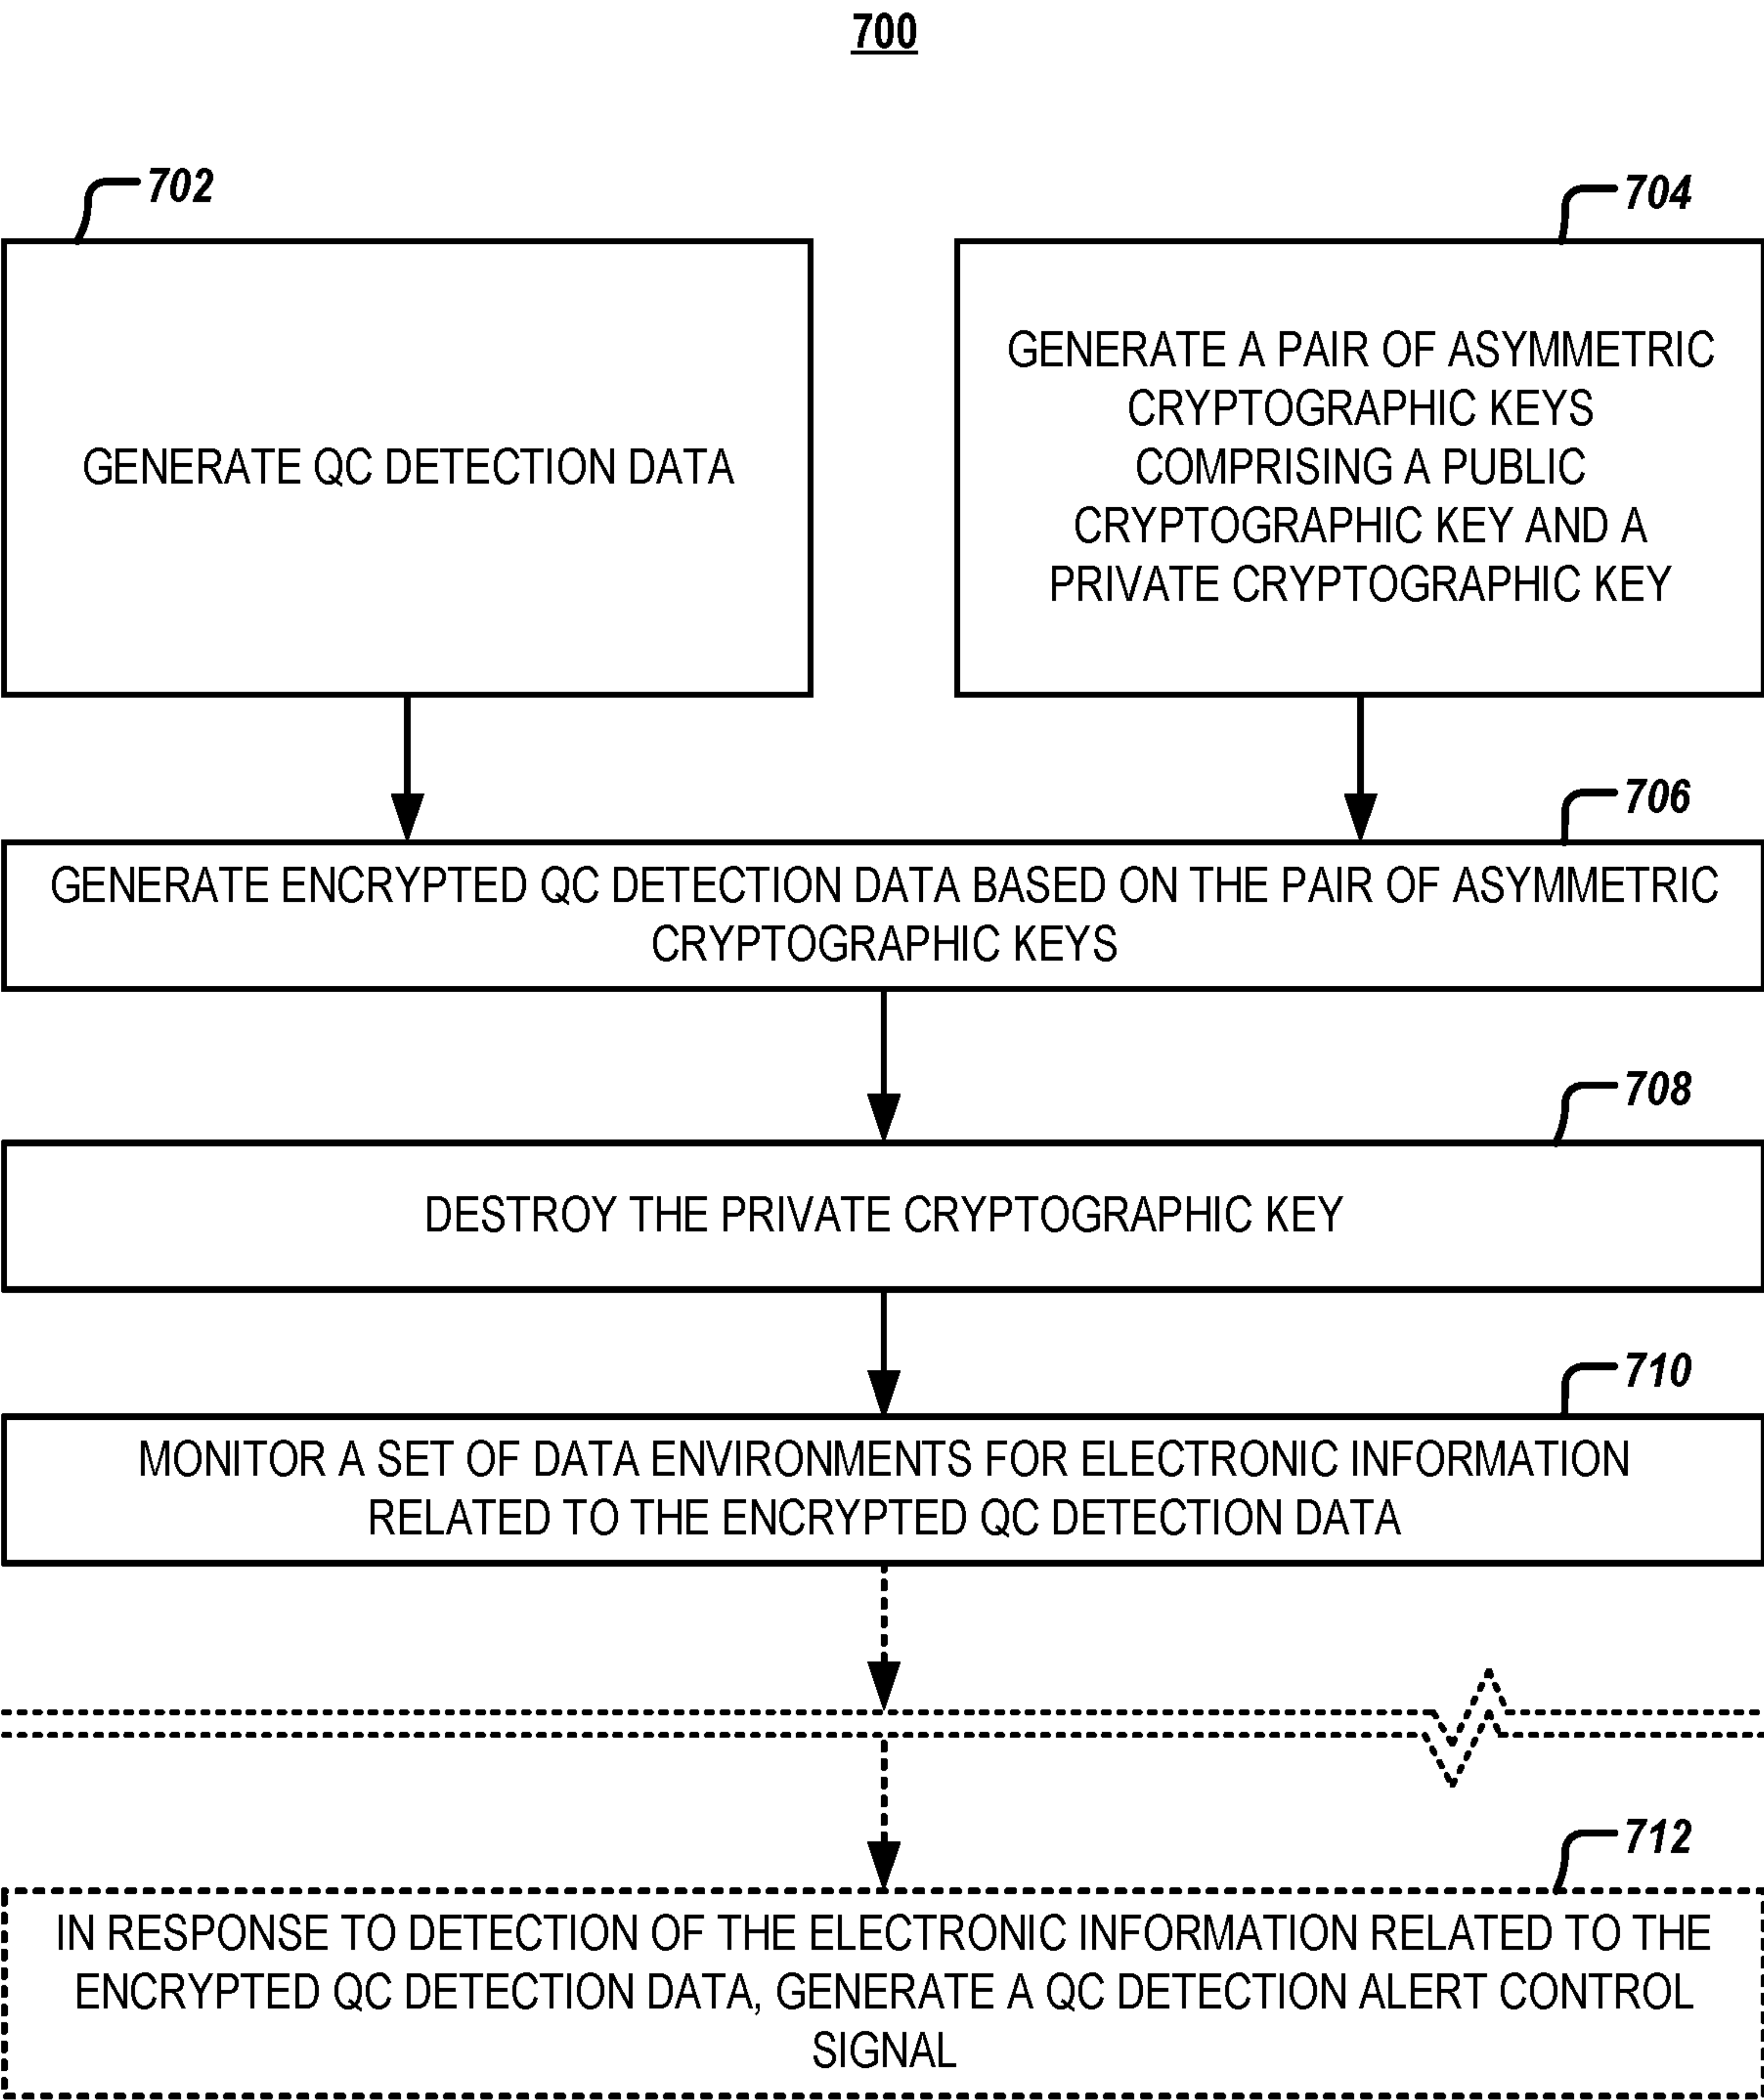 700
702
GENERATE QC DETECTION DATA
704
GENERATE A PAIR OF ASYMMETRIC
CRYPTOGRAPHIC KEYS
COMPRISING A PUBLIC
CRYPTOGRAPHIC KEY AND A
PRIVATE CRYPTOGRAPHIC KEY
706
GENERATE ENCRYPTED QC DETECTION DATA BASED ON THE PAIR OF ASYMMETRIC
CRYPTOGRAPHIC KEYS
708
DESTROY THE PRIVATE CRYPTOGRAPHIC KEY
710
MONITOR A SET OF DATA ENVIRONMENTS FOR ELECTRONIC INFORMATION
RELATED TO THE ENCRYPTED QC DETECTION DATA
712
IN RESPONSE TO DETECTION OF THE ELECTRONIC INFORMATION RELATED TO THE
ENCRYPTED QC DETECTION DATA, GENERATE A QC DETECTION ALERT CONTROL
SIGNAL